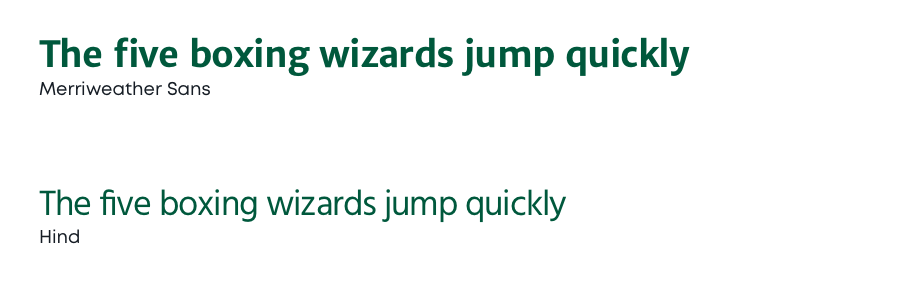 The five boxing wizards jump quickly
Merriweather Sans
The five boxing wizards jump quickly
Hind